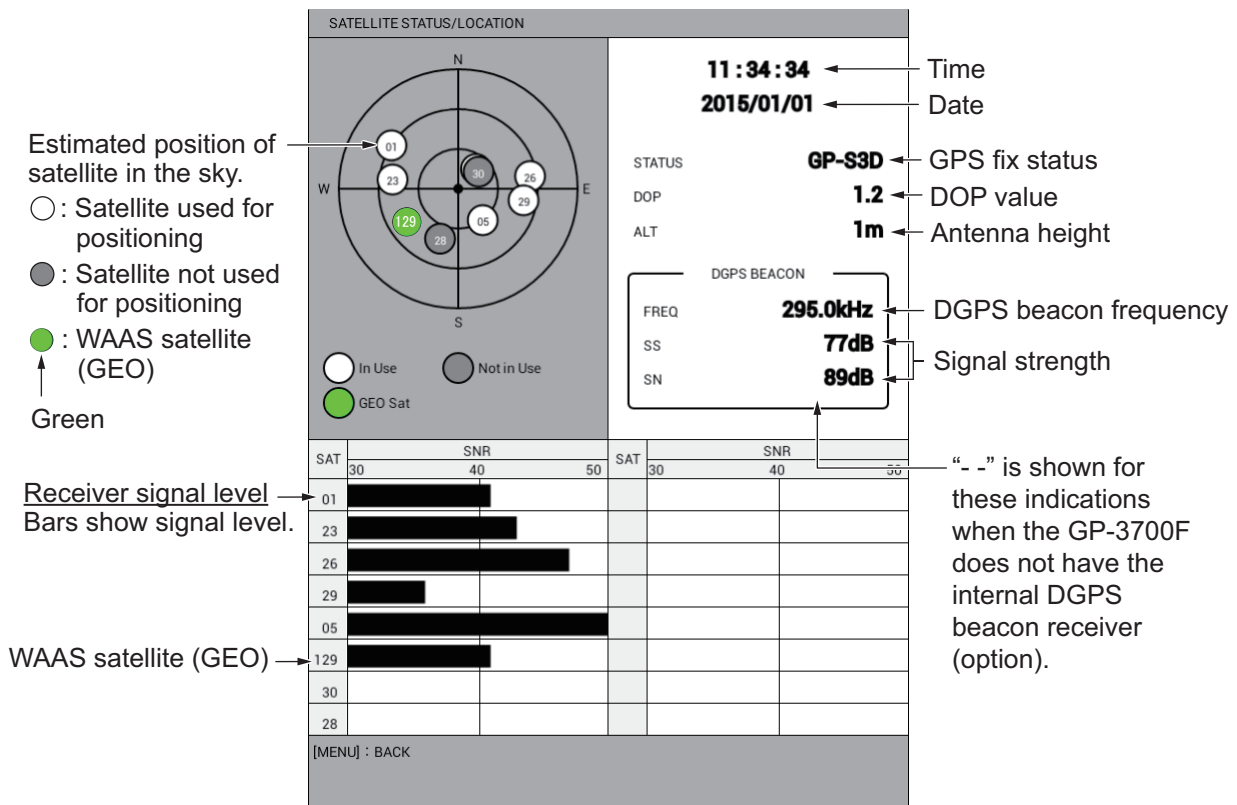 SATELLITE STATUS/LOCATION
N
W
E
S
01
23
30
26
29
05
129
28
In Use
Not in Use
GEO Sat
Estimated position of
satellite in the sky.
: Satellite used for
positioning
: Satellite not used
for positioning
: WAAS satellite
(GEO)
Green
11:34:34
Time
2015/01/01
Date
STATUS GP-S3D
GPS fix status
DOP 1.2
DOP value
ALT 1m
Antenna height
DGPS BEACON
FREQ 295.0kHz
DGPS beacon frequency
SS 77dB
SN 89dB
Signal strength
"- -" is shown for
these indications
when the GP-3700F
does not have the
internal DGPS
beacon receiver
(option).
SAT SNR SAT SNR
30 40 50 30 40 50
Receiver signal level
Bars show signal level.
01
23
26
29
05
WAAS satellite (GEO)
129
30
28
[MENU] : BACK